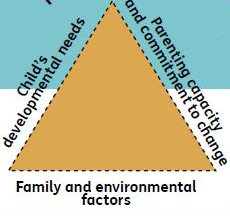 Child's
developmental needs
Parenting capacity
and commitment to change
Family and environmental
factors